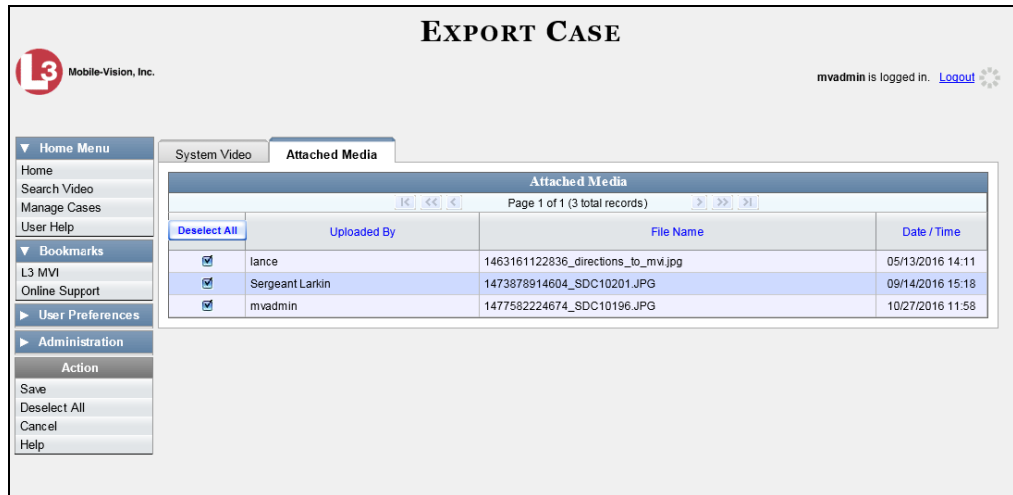 EXPORT CASE
L3 Mobile-Vision, Inc.
mvadmin is logged in. Logout
▼ Home Menu
Home
Search Video
Manage Cases
User Help
▼ Bookmarks
L3 MVI
Online Support
▶ User Preferences
▶ Administration
Action
Save
Deselect All
Cancel
Help
System Video Attached Media
Attached Media
|< << < Page 1 of 1 (3 total records) > >> >|
Deselect All Uploaded By File Name Date / Time
lance 1463161122836_directions_to_mvi.jpg 05/13/2016 14:11
Sergeant Larkin 1473878914604_SDC10201.JPG 09/14/2016 15:18
mvadmin 1477582224674_SDC10196.JPG 10/27/2016 11:58